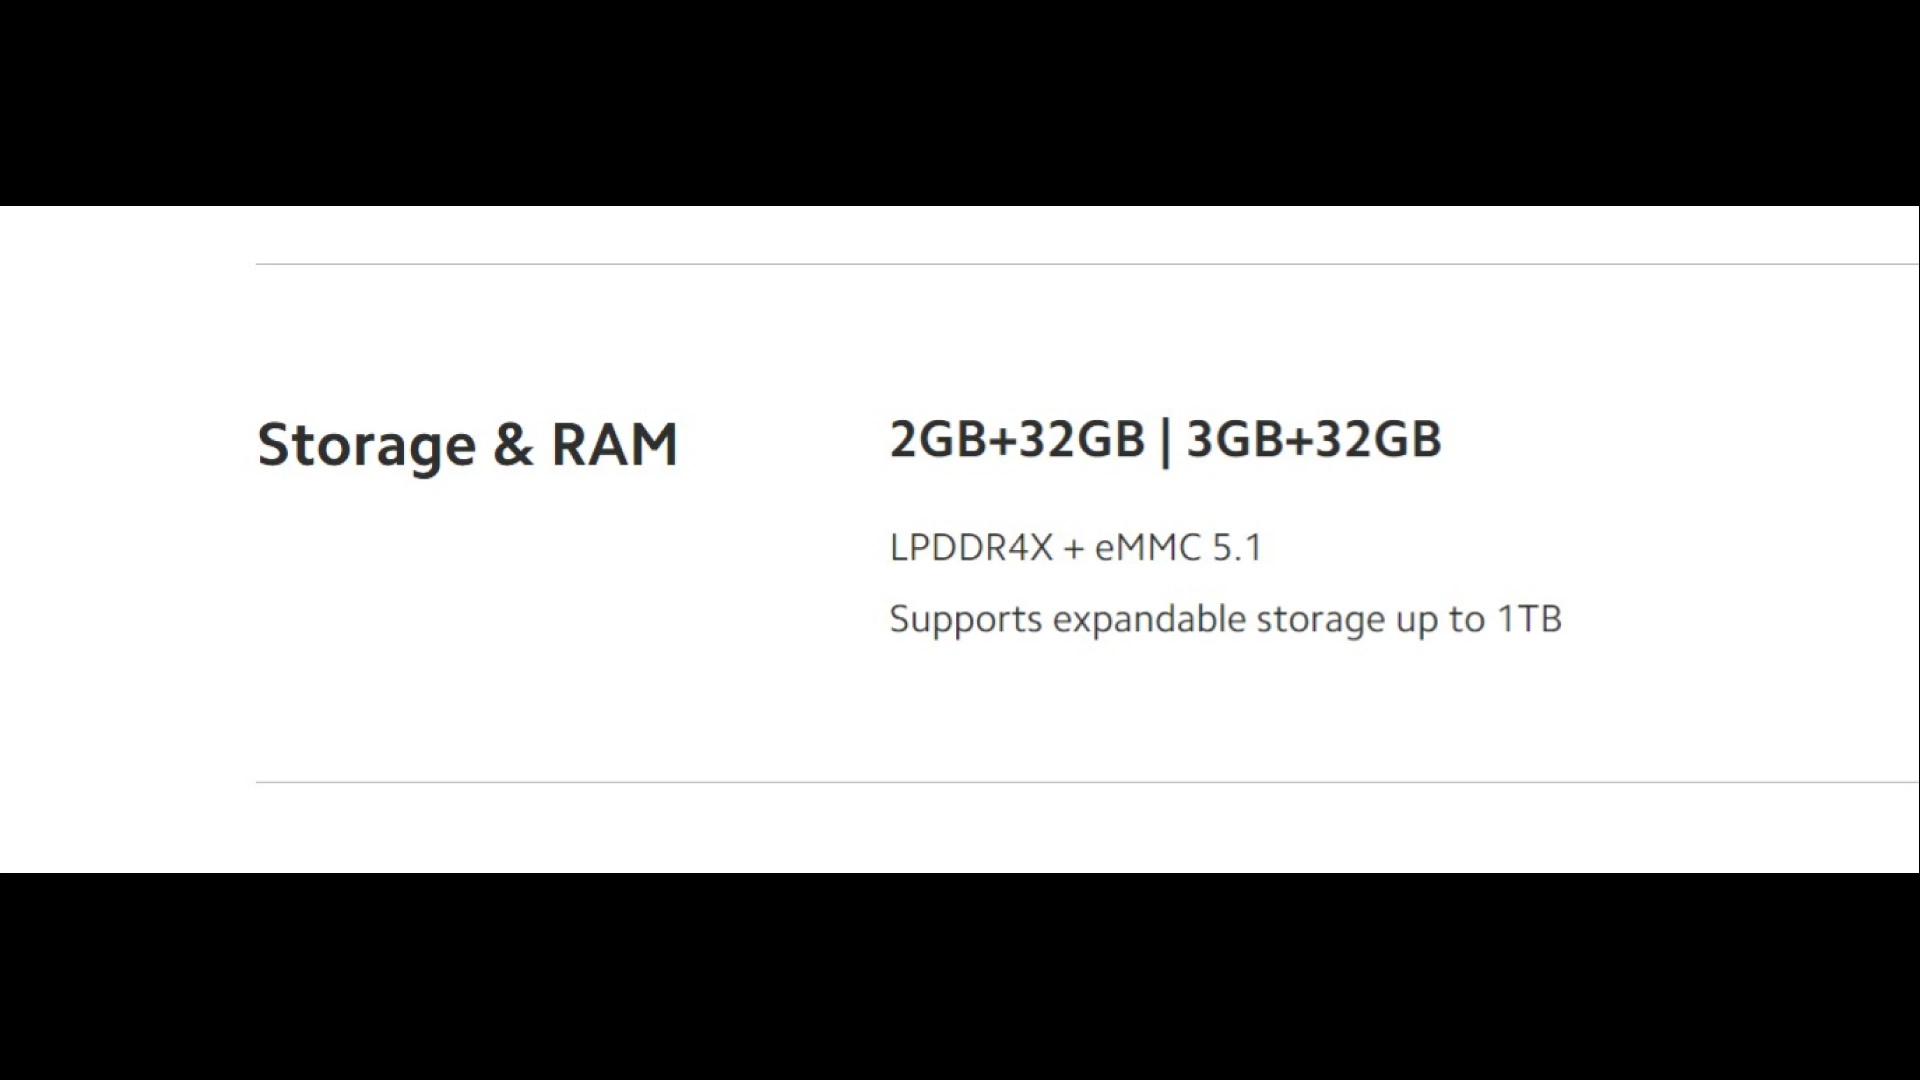 Storage & RAM
2GB+32GB | 3GB+32GB
LPDDR4X + eMMC 5.1
Supports expandable storage up to 1TB